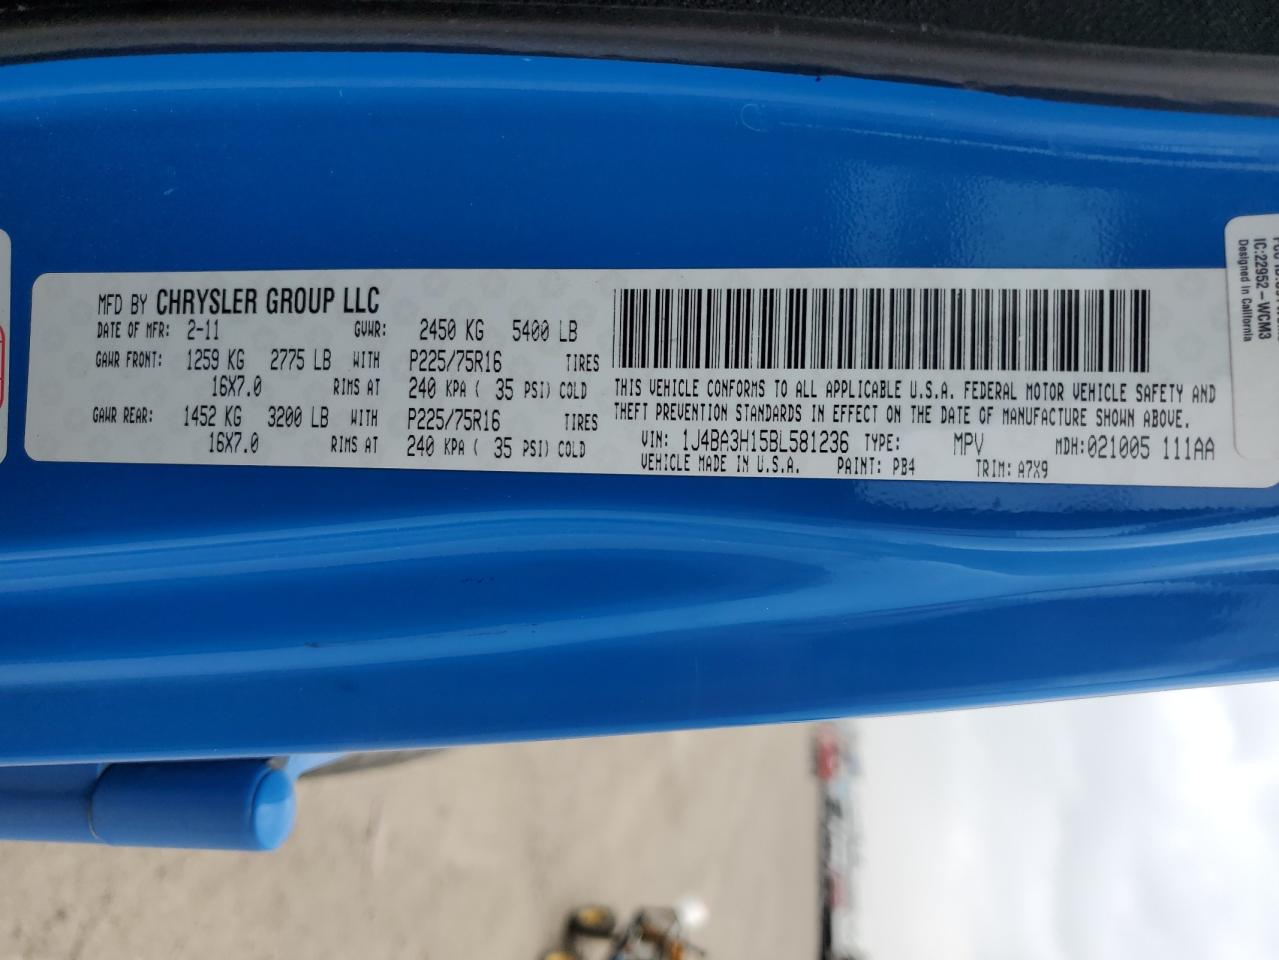 MFD BY CHRYSLER GROUP LLC
DATE OF MFR: 2-11 GVWR: 2450 KG 5400 LB
GAWR FRONT: 1259 KG 2775 LB WITH P225/75R16 TIRES
16X7.0 RIMS AT 240 KPA ( 35 PSI) COLD
GAWR REAR: 1452 KG 3200 LB WITH P225/75R16 TIRES
16X7.0 RIMS AT 240 KPA ( 35 PSI) COLD
THIS VEHICLE CONFORMS TO ALL APPLICABLE U.S.A. FEDERAL MOTOR VEHICLE SAFETY AND
THEFT PREVENTION STANDARDS IN EFFECT ON THE DATE OF MANUFACTURE SHOWN ABOVE.
VIN: 1J4BA3H15BL581236 TYPE: MPV MDH:021005 111AA
VEHICLE MADE IN U.S.A. PAINT: PB4 TRIM: A7X9
IC:22952-WCM3
Designed in California